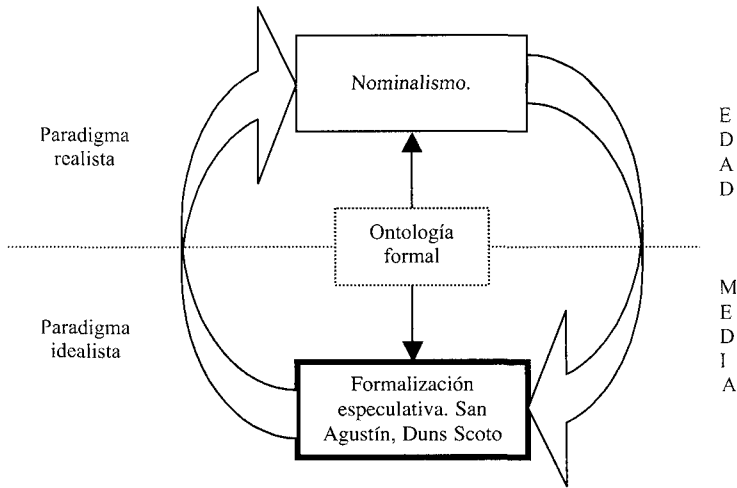 Nominalismo.
Paradigma
realista
E
D
A
D
Ontología
formal
Paradigma
idealista
M
E
D
I
A
Formalización
especulativa. San
Agustín, Duns Scoto